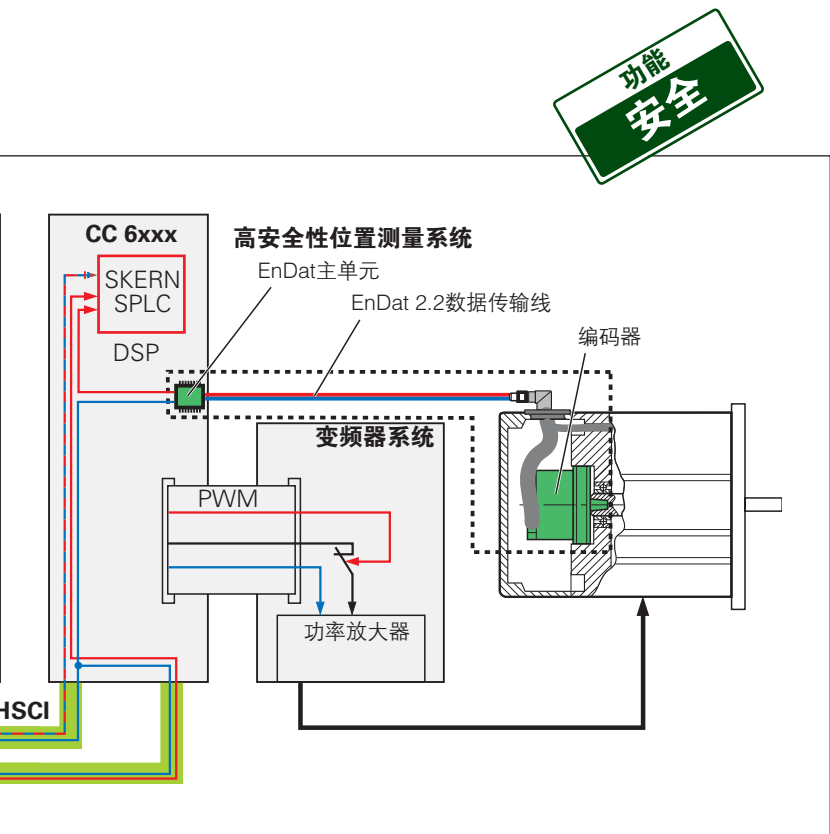 功能
安全
CC 6xxx
高安全性位置测量系统
EnDat主单元
SKERN
SPLC
EnDat 2.2数据传输线
DSP
编码器
变频器系统
PWM
功率放大器
HSCI